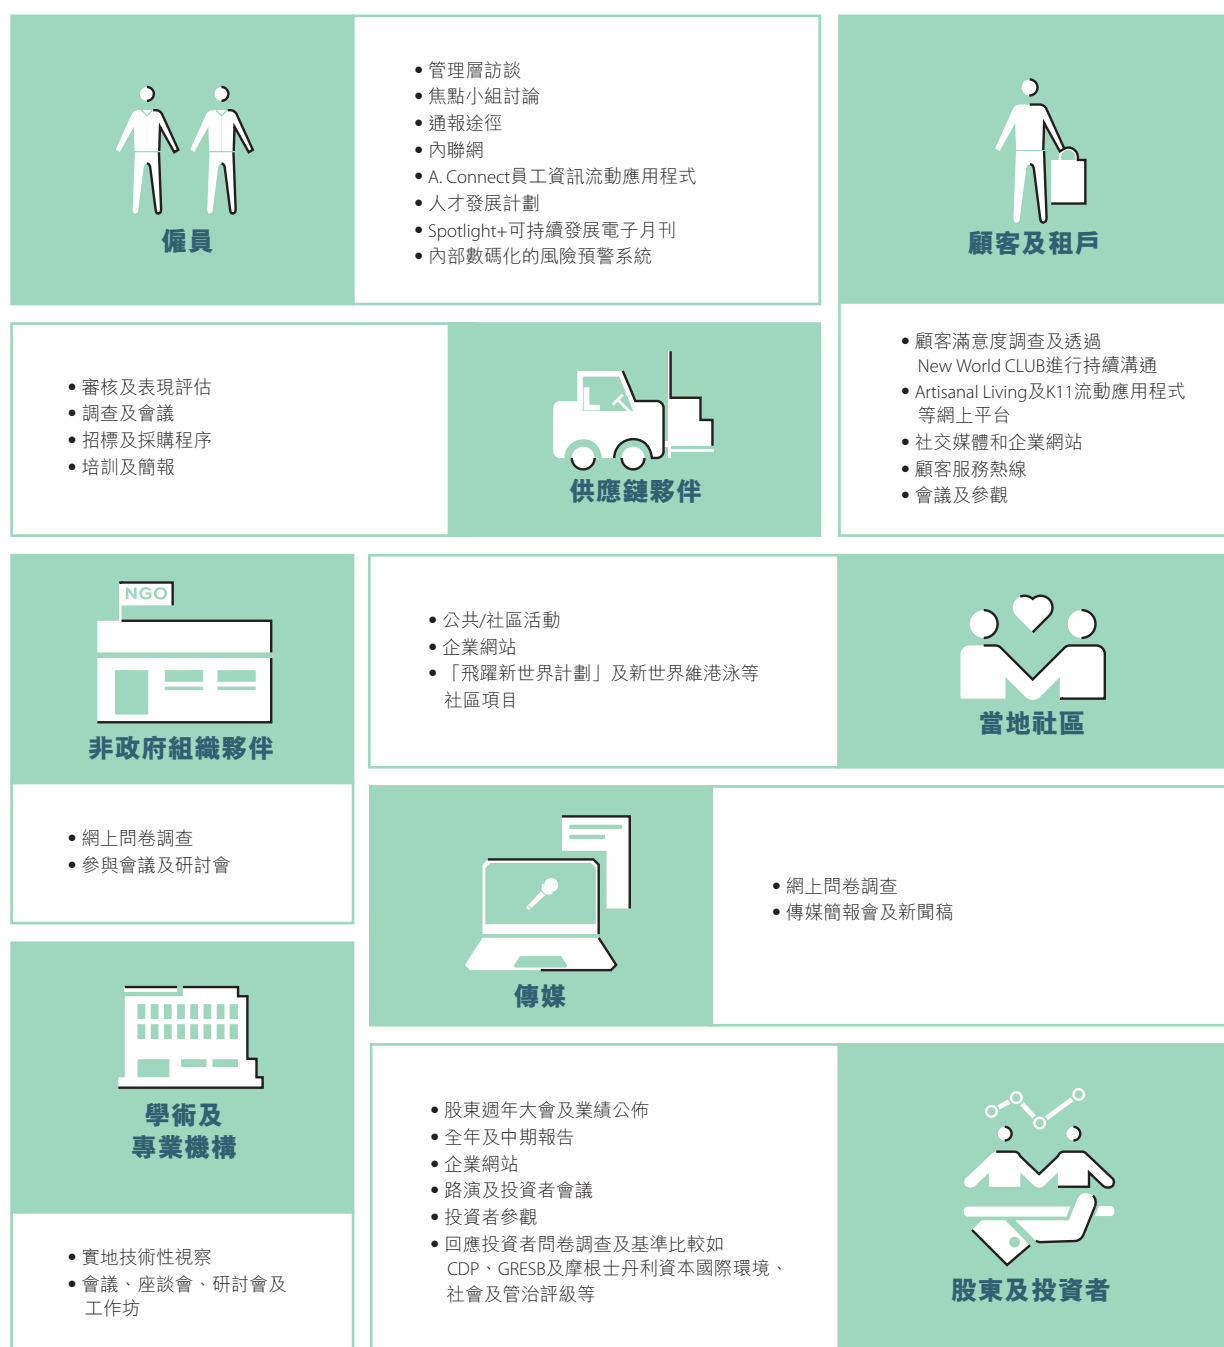 僱員
• 管理層訪談
• 焦點小組討論
• 通報途徑
• 內聯網
• A. Connect員工資訊流動應用程式
• 人才發展計劃
• Spotlight+可持續發展電子月刊
• 內部數碼化的風險預警系統
顧客及租戶
• 顧客滿意度調查及透過
New World CLUB進行持續溝通
• Artisanal Living及K11流動應用程式
等網上平台
• 社交媒體和企業網站
• 顧客服務熱線
• 會議及參觀
• 審核及表現評估
• 調查及會議
• 招標及採購程序
• 培訓及簡報
供應鏈夥伴
NGO
非政府組織夥伴
• 網上問卷調查
• 參與會議及研討會
• 公共/社區活動
• 企業網站
• 「飛躍新世界計劃」及新世界維港泳等
社區項目
當地社區
傳媒
• 網上問卷調查
• 傳媒簡報會及新聞稿
學術及
專業機構
• 實地技術性視察
• 會議、座談會、研討會及
工作坊
• 股東週年大會及業績公佈
• 全年及中期報告
• 企業網站
• 路演及投資者會議
• 投資者參觀
• 回應投資者問卷調查及基準比較如
CDP、GRESB及摩根士丹利資本國際環境、
社會及管治評級等
股東及投資者